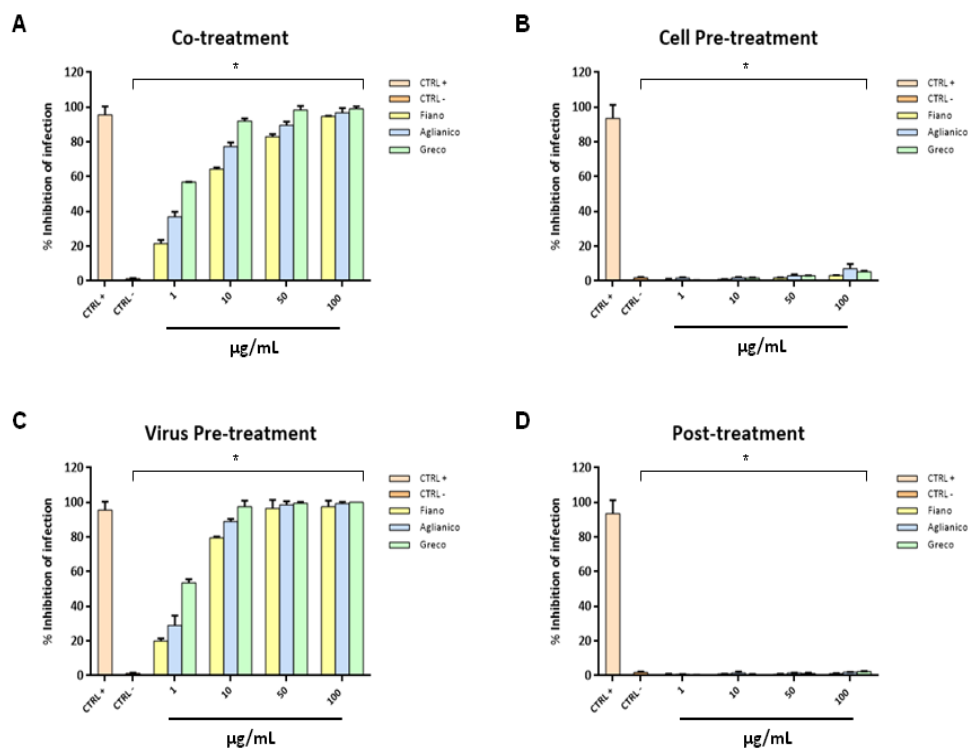 A
Co-treatment
*
% Inhibition of infection
120
100
80
60
40
20
0
CTRL +
CTRL -
1
10
50
100
µg/mL
CTRL +
CTRL -
Fiano
Aglianico
Greco
B
Cell Pre-treatment
*
% Inhibition of infection
120
100
80
60
40
20
0
CTRL +
CTRL -
1
10
50
100
µg/mL
CTRL +
CTRL -
Fiano
Aglianico
Greco
C
Virus Pre-treatment
*
% Inhibition of infection
120
100
80
60
40
20
0
CTRL +
CTRL -
1
10
50
100
µg/mL
CTRL +
CTRL -
Fiano
Aglianico
Greco
D
Post-treatment
*
% Inhibition of infection
120
100
80
60
40
20
0
CTRL +
CTRL -
1
10
50
100
µg/mL
CTRL +
CTRL -
Fiano
Aglianico
Greco